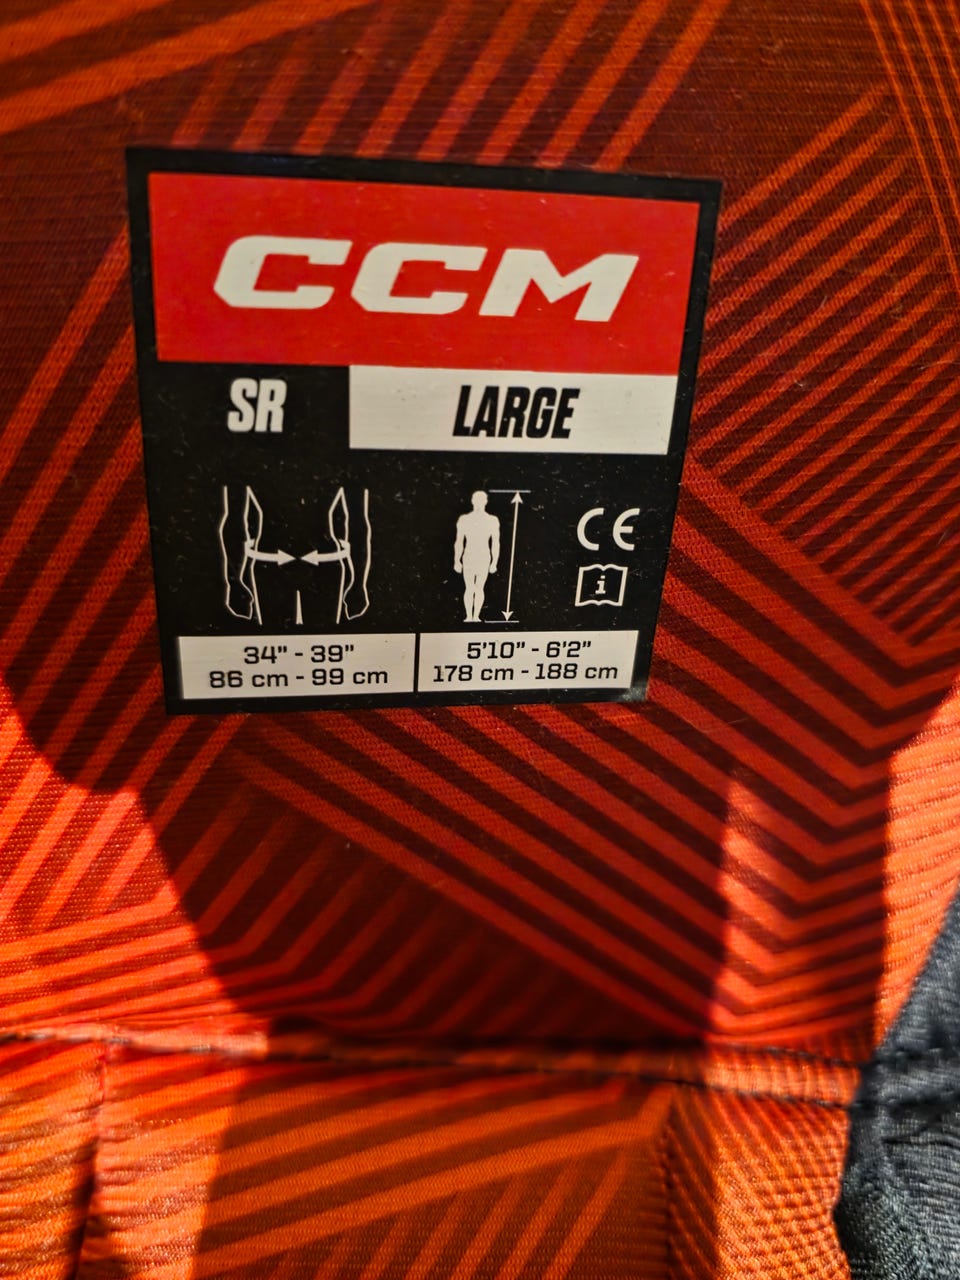 CCM
SR LARGE
CE
i
34" - 39"
86 cm - 99 cm
5'10" - 6'2"
178 cm - 188 cm